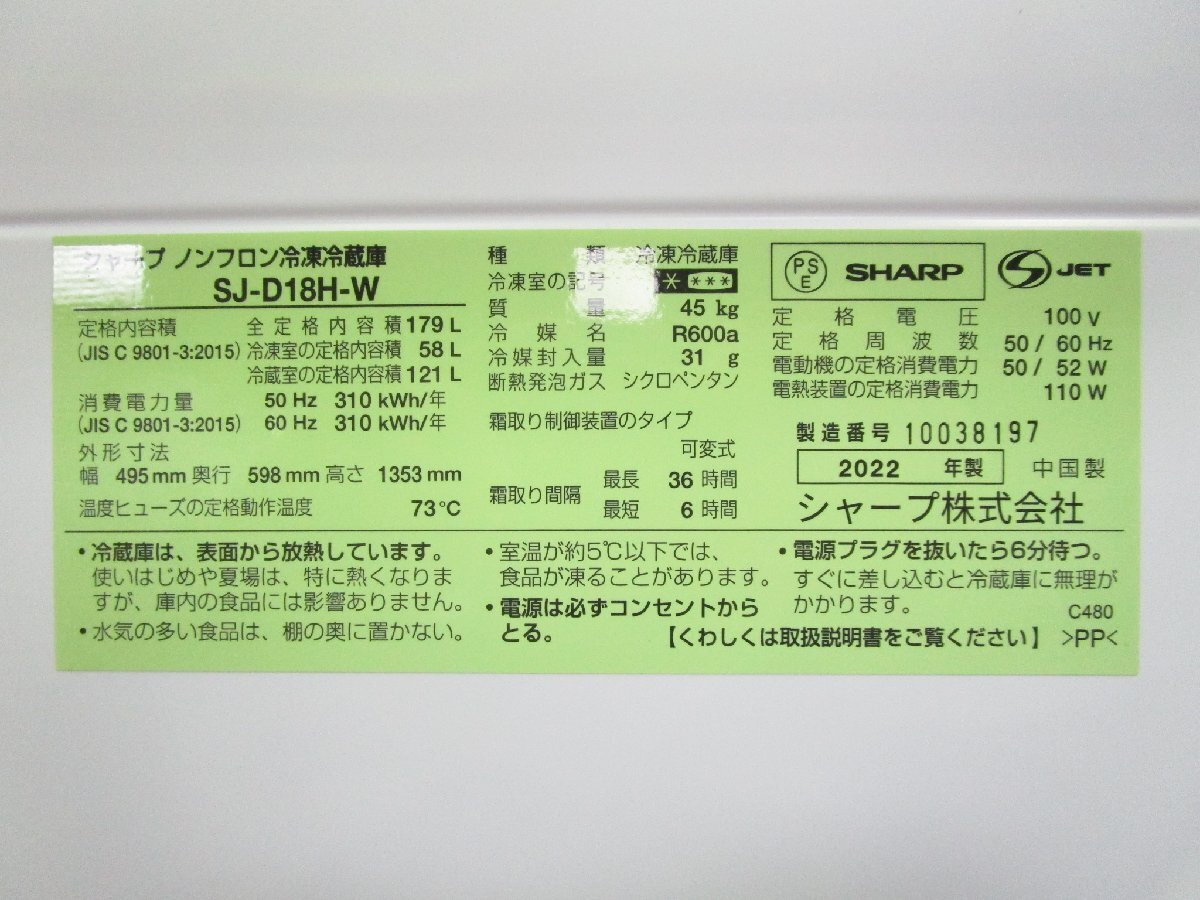 シャープ ノンフロン冷凍冷蔵庫
SJ-D18H-W
定格内容積 全定格内容積 179 L
(JIS C 9801-3:2015) 冷凍室の定格内容積 58 L
冷蔵室の定格内容積 121 L
消費電力量 50 Hz 310 kWh/年
(JIS C 9801-3:2015) 60 Hz 310 kWh/年
外形寸法
幅 495 mm 奥行 598 mm 高さ 1353 mm
温度ヒューズの定格動作温度 73℃
種類 冷凍冷蔵庫
冷凍室の記号 * ***
質量 45 kg
冷媒名 R600a
冷媒封入量 31 g
断熱発泡ガス シクロペンタン
霜取り制御装置のタイプ
可変式
霜取り間隔 最長 36 時間
最短 6 時間
PSE SHARP JET
定格電圧 100 V
定格周波数 50 / 60 Hz
電動機の定格消費電力 50 / 52 W
電熱装置の定格消費電力 110 W
製造番号 10038197
2022 年製 中国製
シャープ株式会社
・冷蔵庫は、表面から放熱しています。
使いはじめや夏場は、特に熱くなりま
すが、庫内の食品には影響ありません。
・水気の多い食品は、棚の奥に置かない。
・室温が約5℃以下では、
食品が凍ることがあります。
・電源は必ずコンセントから
とる。
・電源プラグを抜いたら6分待つ。
すぐに差し込むと冷蔵庫に無理が
かかります。 C480
【くわしくは取扱説明書をご覧ください】 >PP<